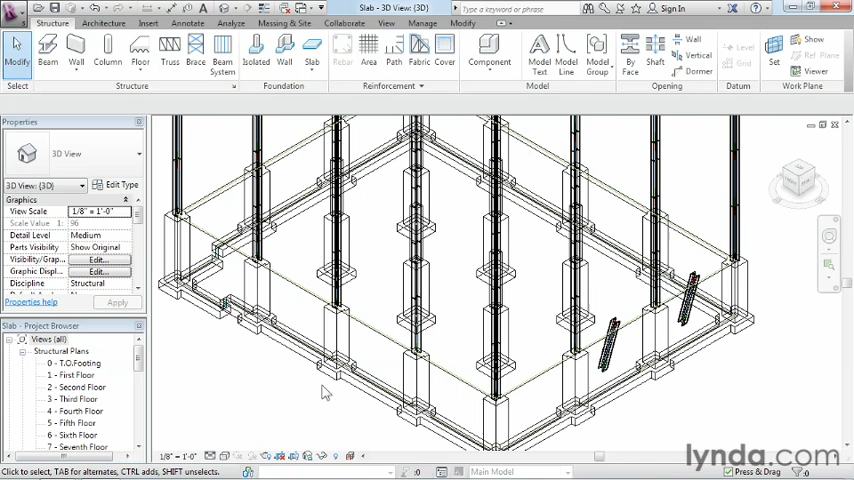 Slab - 3D View: {3D}
Type a keyword or phrase
Sign In
Structure Architecture Insert Annotate Analyze Massing & Site Collaborate View Manage Modify
Modify Beam Wall Column Floor Truss Brace Beam System Isolated Wall Slab Rebar Area Path Fabric Cover Component Model Text Model Line Model Group By Face Shaft Wall Vertical Dormer Level Grid Set Show Ref Plane Viewer
Select Structure Foundation Reinforcement Model Opening Datum Work Plane
Properties
3D View
3D View: {3D} Edit Type
Graphics
View Scale 1/8" = 1'-0"
Scale Value 1: 96
Detail Level Medium
Parts Visibility Show Original
Visibility/Grap... Edit...
Graphic Displ... Edit...
Discipline Structural
Properties help Apply
Slab - Project Browser
Views (all)
Structural Plans
0 - T.O.Footing
1 - First Floor
2 - Second Floor
3 - Third Floor
4 - Fourth Floor
5 - Fifth Floor
6 - Sixth Floor
7 - Seventh Floor
1/8" = 1'-0"
lynda.com
Click to select, TAB for alternates, CTRL adds, SHIFT unselects. :0 Main Model Press & Drag :0